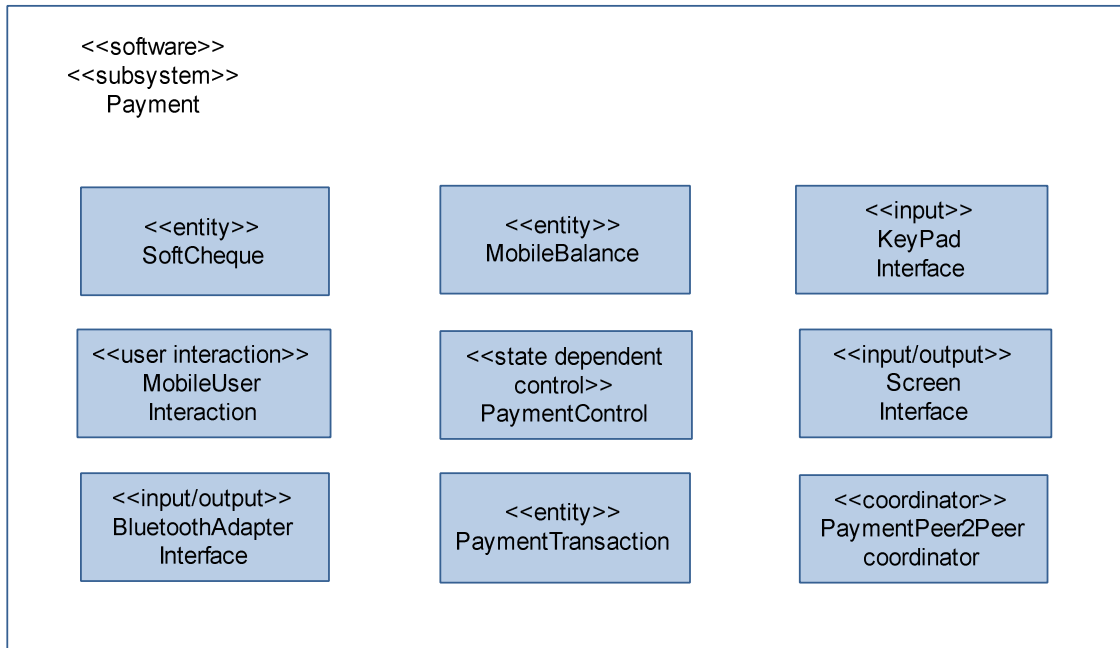 <<software>>
<<subsystem>>
Payment
<<entity>>
SoftCheque
<<entity>>
MobileBalance
<<input>>
KeyPad
Interface
<<user interaction>>
MobileUser
Interaction
<<state dependent
control>>
PaymentControl
<<input/output>>
Screen
Interface
<<input/output>>
BluetoothAdapter
Interface
<<entity>>
PaymentTransaction
<<coordinator>>
PaymentPeer2Peer
coordinator